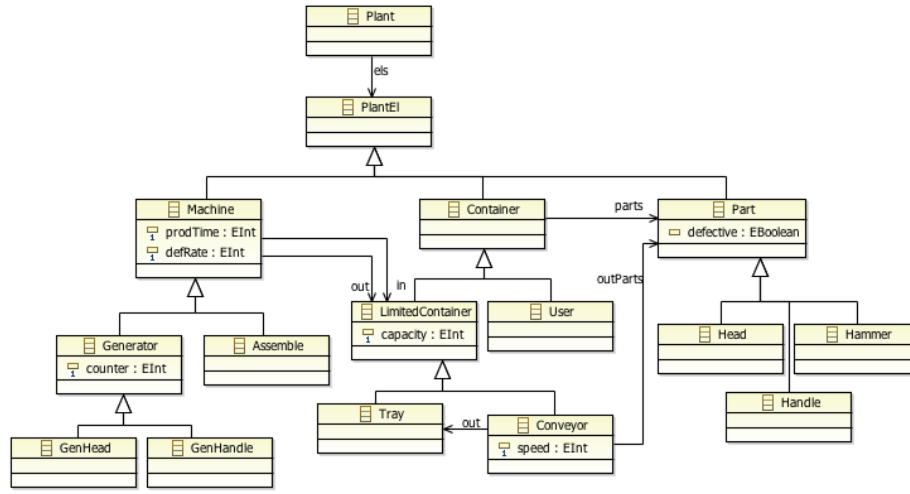 Plant
els
PlantEl
Machine
prodTime : EInt
defRate : EInt
Container
parts
Part
defective : EBoolean
outParts
out
in
LimitedContainer
capacity : EInt
User
Generator
counter : EInt
Assemble
Head
Hammer
Handle
Tray
out
Conveyor
speed : EInt
GenHead
GenHandle